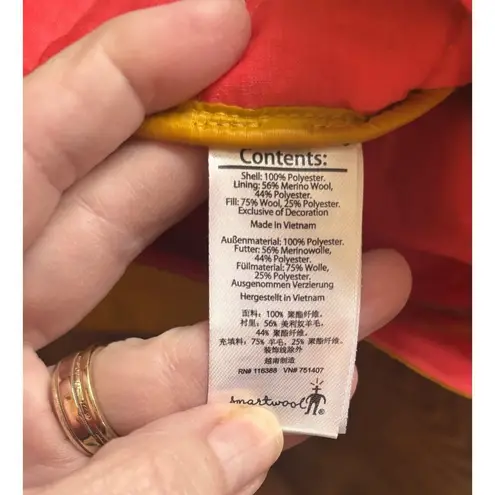 Contents:
Shell: 100% Polyester.
Lining: 56% Merino Wool,
44% Polyester.
Fill: 75% Wool, 25% Polyester.
Exclusive of Decoration
Made in Vietnam
Außenmaterial: 100% Polyester.
Futter: 56% Merinowolle,
44% Polyester.
Füllmaterial: 75% Wolle,
25% Polyester.
Ausgenommen Verzierung
Hergestellt in Vietnam
面料: 100% 聚酯纤维.
衬里: 56% 美利奴羊毛,
44% 聚酯纤维.
充填料: 75% 羊毛, 25% 聚酯纤维.
装饰线除外
越南制造
RN# 116388 VN# 751407
smartwool